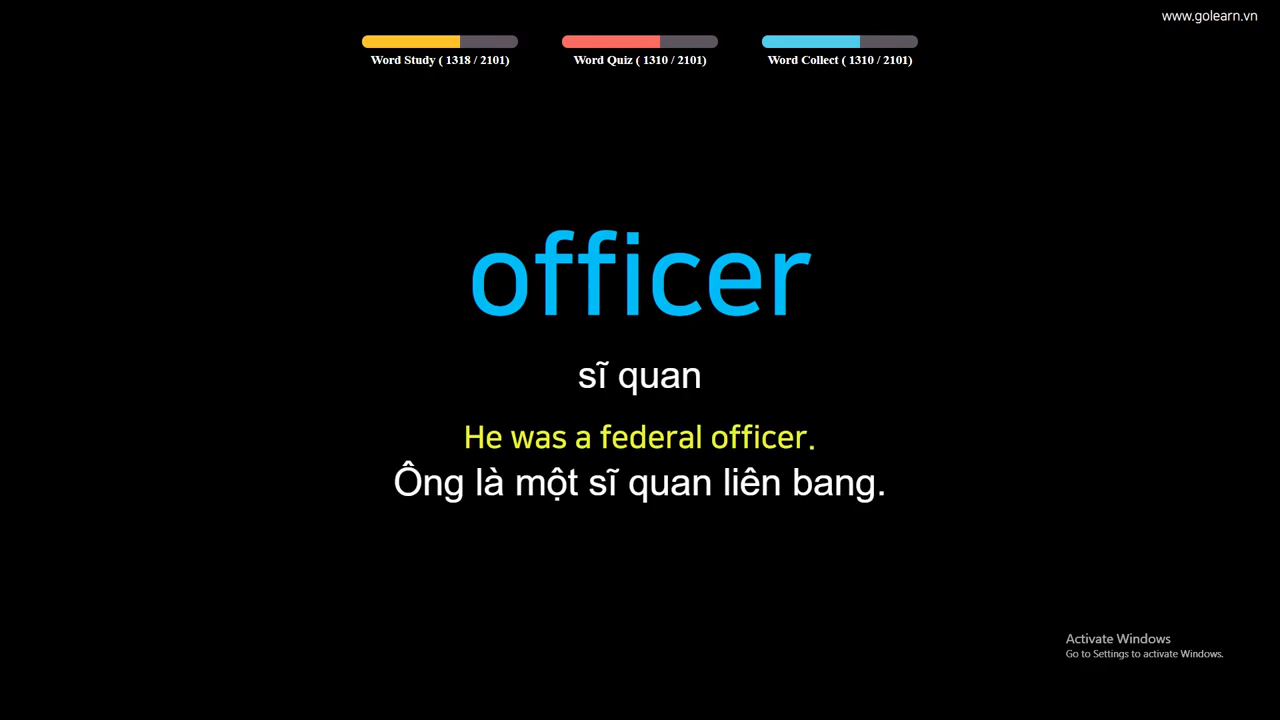 www.golearn.vn
Word Study ( 1318 / 2101)
Word Quiz ( 1310 / 2101)
Word Collect ( 1310 / 2101)
officer
sĩ quan
He was a federal officer.
Ông là một sĩ quan liên bang.
Activate Windows
Go to Settings to activate Windows.